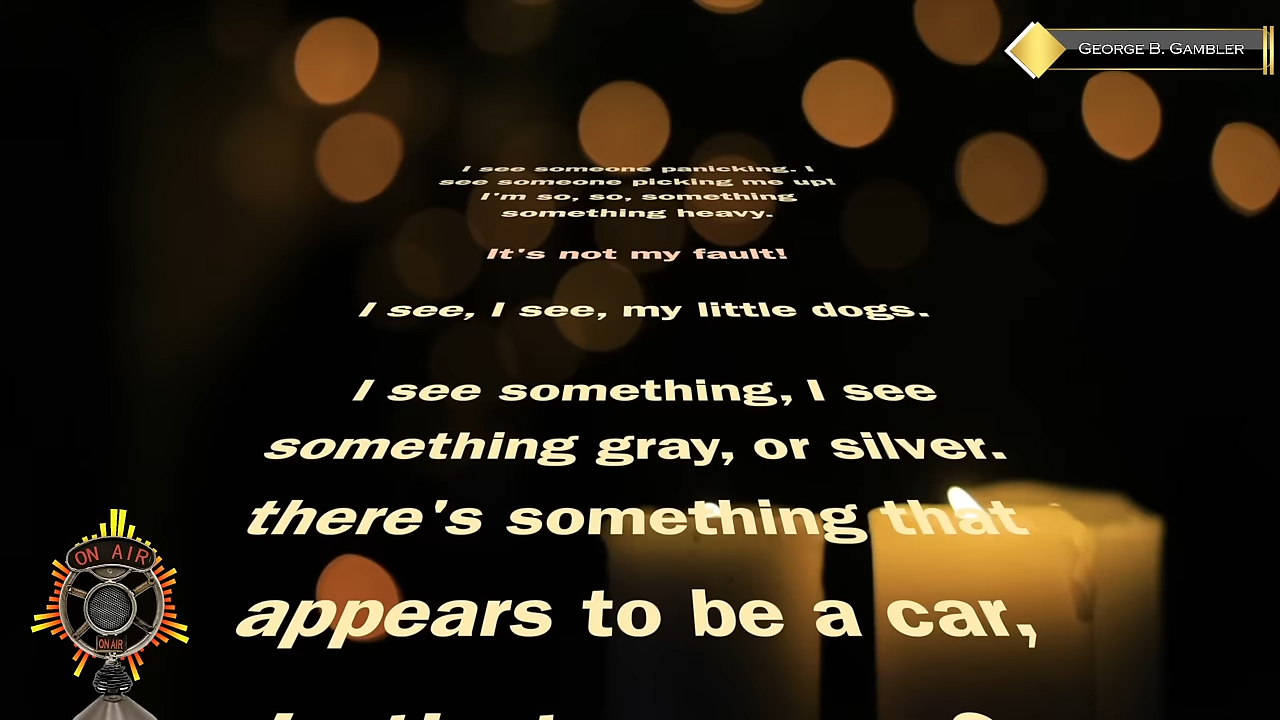 George B. Gambler
I see someone panicking. I
see someone picking me up!
I'm so, so, something
something heavy.
It's not my fault!
I see, I see, my little dogs.
I see something, I see
something gray, or silver.
there's something that
appears to be a car,
ON AIR
ON AIR